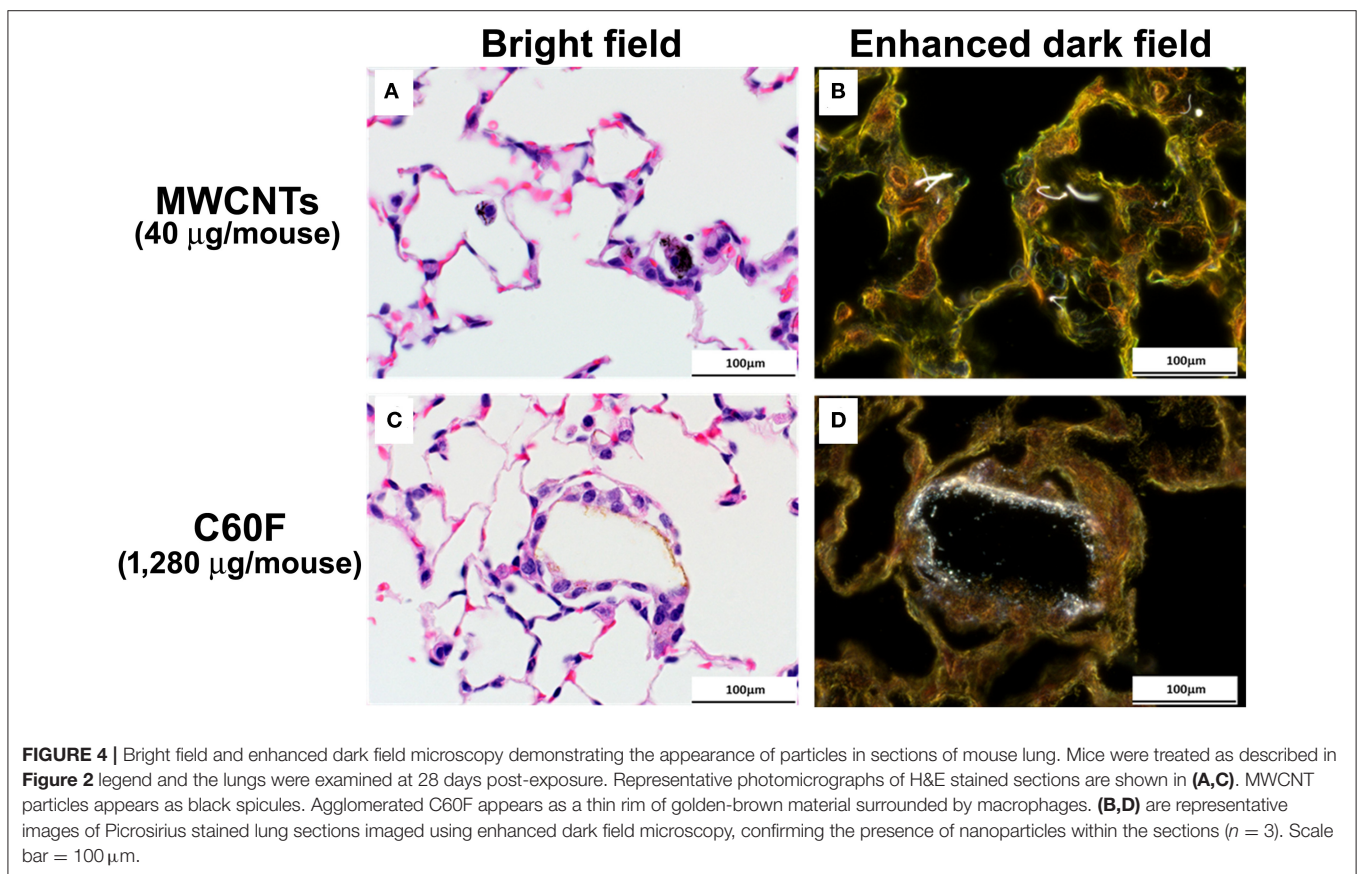 Bright field
Enhanced dark field
A
B
MWCNTs
(40 μg/mouse)
100μm
100μm
C
D
C60F
(1,280 μg/mouse)
100μm
100μm
FIGURE 4 | Bright field and enhanced dark field microscopy demonstrating the appearance of particles in sections of mouse lung. Mice were treated as described in
Figure 2 legend and the lungs were examined at 28 days post-exposure. Representative photomicrographs of H&E stained sections are shown in (A,C). MWCNT
particles appears as black spicules. Agglomerated C60F appears as a thin rim of golden-brown material surrounded by macrophages. (B,D) are representative
images of Picrosirius stained lung sections imaged using enhanced dark field microscopy, confirming the presence of nanoparticles within the sections (n = 3). Scale
bar = 100 μm.